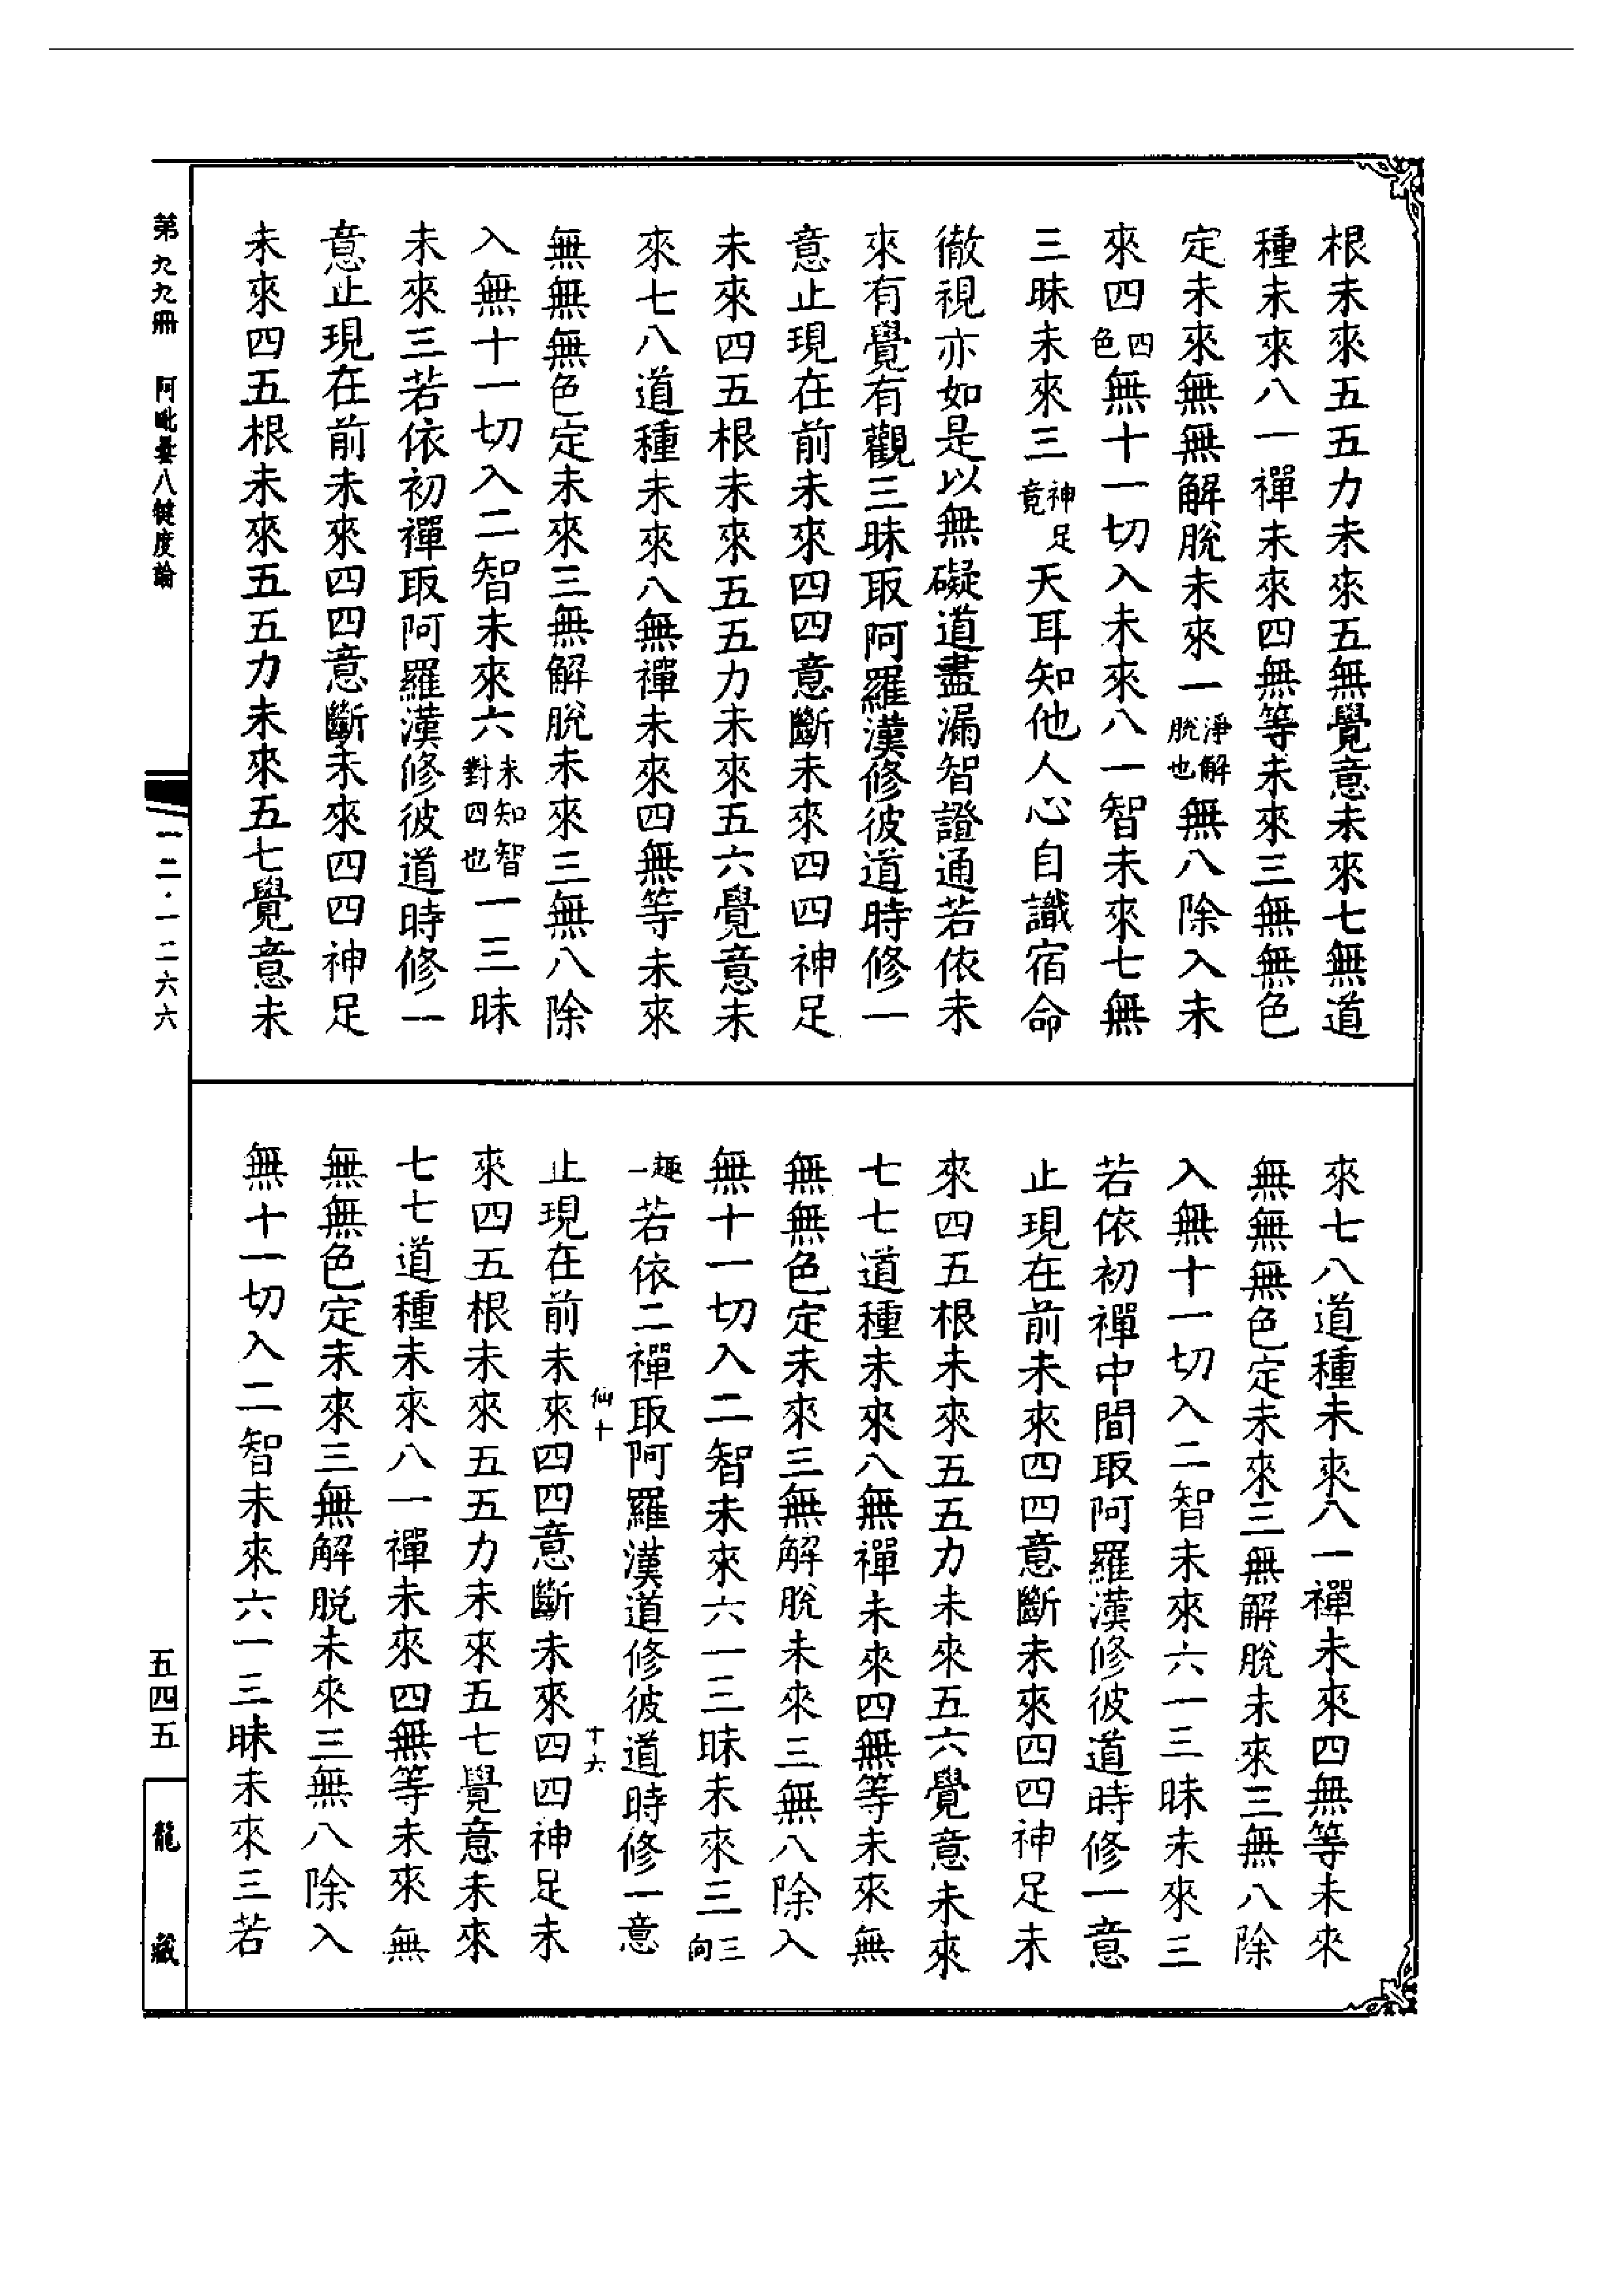 根未來五五力未來五無覺意未來七無道
種未來八一禪未來四無等未來三無無色
定未來無無解脫未來一淨解脫也無八除入未
來四四色無十一切入未來八一智未來七無
三昧未來三神足竟天耳知他人心自識宿命
徹視亦如是以無礙道盡漏智證通若依未
來有覺有觀三昧取阿羅漢修彼道時修一
意止現在前未來四四意斷未來四四神足
未來四五根未來五五力未來五六覺意未
來七八道種未來八無禪未來四無等未來
無無無色定未來三無解脫未來三無八除
入無十一切入二智未來六未知智對四也一三昧
未來三若依初禪取阿羅漢修彼道時修一
意止現在前未來四四意斷未來四四神足
未來四五根未來五五力未來五七覺意未
來七八道種未來八一禪未來四無等未來
無無無色定未來三無解脫未來三無八除
入無十一切入二智未來六一三昧未來三
若依初禪中間取阿羅漢修彼道時修一意
止現在前未來四四意斷未來四四神足未
來四五根未來五五力未來五六覺意未來
七七道種未來八無禪未來四無等未來無
無無色定未來三無解脫未來三無八除入
無十一切入二智未來六一三昧未來三三向
趣一若依二禪取阿羅漢道修彼道時修一意
仙十
十六
止現在前未來四四意斷未來四四神足未
來四五根未來五五力未來五七覺意未來
七七道種未來八一禪未來四無等未來無
無無色定未來三無解脫未來三無八除入
無十一切入二智未來六一三昧未來三若
第九九冊 阿毗曇八犍度論
一二·一二六六
五四五
龍藏